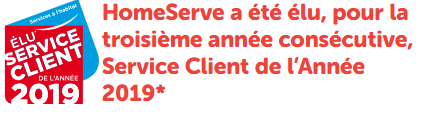 Services à l'habitat
ÉLU
SERVICE
CLIENT
DE L'ANNÉE
2019
HomeServe a été élu, pour la
troisième année consécutive,
Service Client de l'Année
2019*